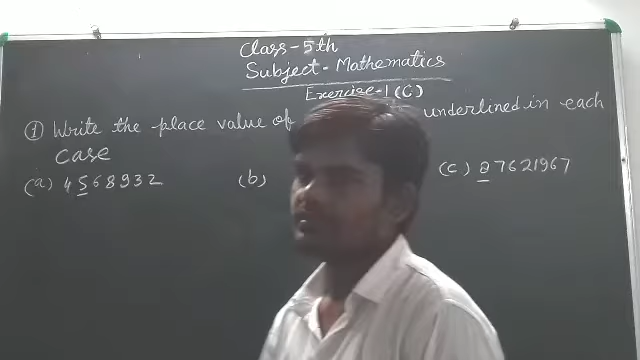 Class-5th
Subject-Mathematics
Exercise-1(C)
① Write the place value of underlined in each
case
(a) 4568932 (b) (c) 27621967